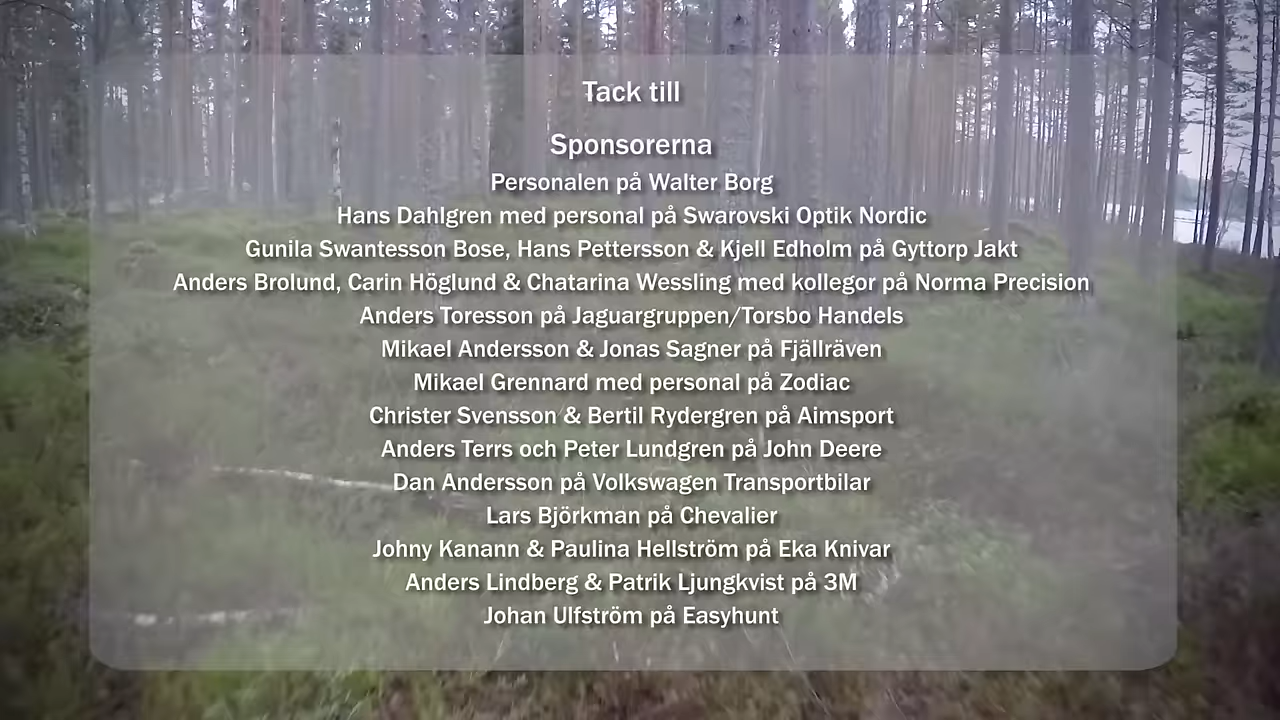 Tack till
Sponsorerna
Personalen på Walter Borg
Hans Dahlgren med personal på Swarovski Optik Nordic
Gunila Swantesson Bose, Hans Pettersson & Kjell Edholm på Gyttorp Jakt
Anders Brolund, Carin Höglund & Chatarina Wessling med kollegor på Norma Precision
Anders Toresson på Jaguargruppen/Torsbo Handels
Mikael Andersson & Jonas Sagner på Fjällräven
Mikael Grennard med personal på Zodiac
Christer Svensson & Bertil Rydergren på Aimsport
Anders Terrs och Peter Lundgren på John Deere
Dan Andersson på Volkswagen Transportbilar
Lars Björkman på Chevalier
Johny Kanann & Paulina Hellström på Eka Knivar
Anders Lindberg & Patrik Ljungkvist på 3M
Johan Ulfström på Easyhunt